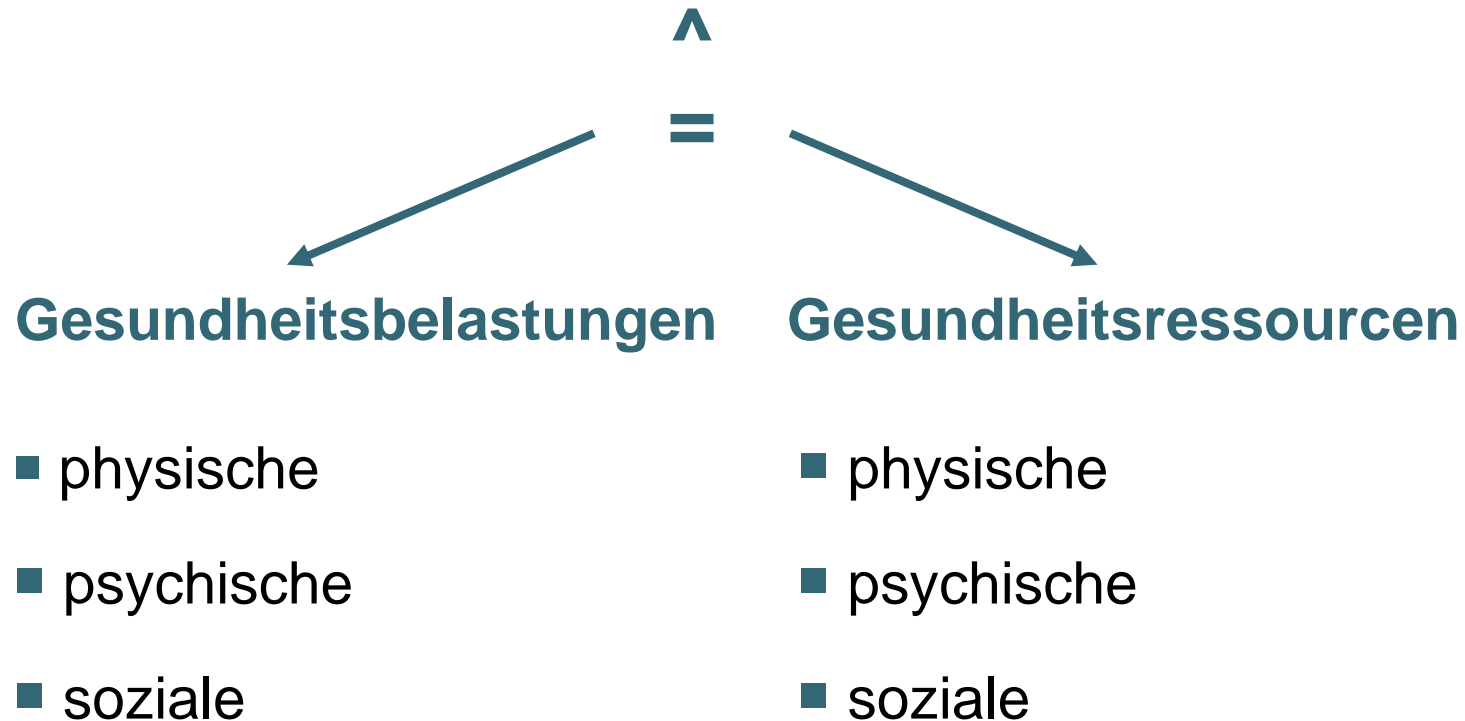 ^
=
Gesundheitsbelastungen Gesundheitsressourcen
■ physische ■ physische
■ psychische ■ psychische
■ soziale ■ soziale